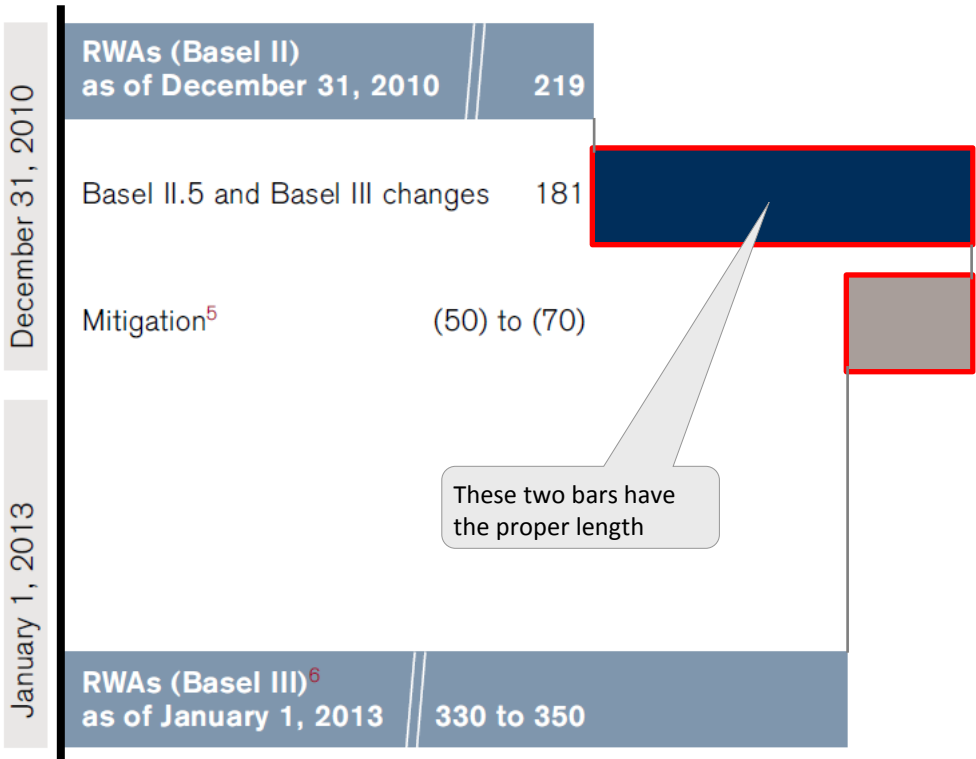 December 31, 2010
RWAs (Basel II)
as of December 31, 2010 219
Basel II.5 and Basel III changes 181
Mitigation5 (50) to (70)
These two bars have
the proper length
January 1, 2013
RWAs (Basel III)6
as of January 1, 2013 330 to 350